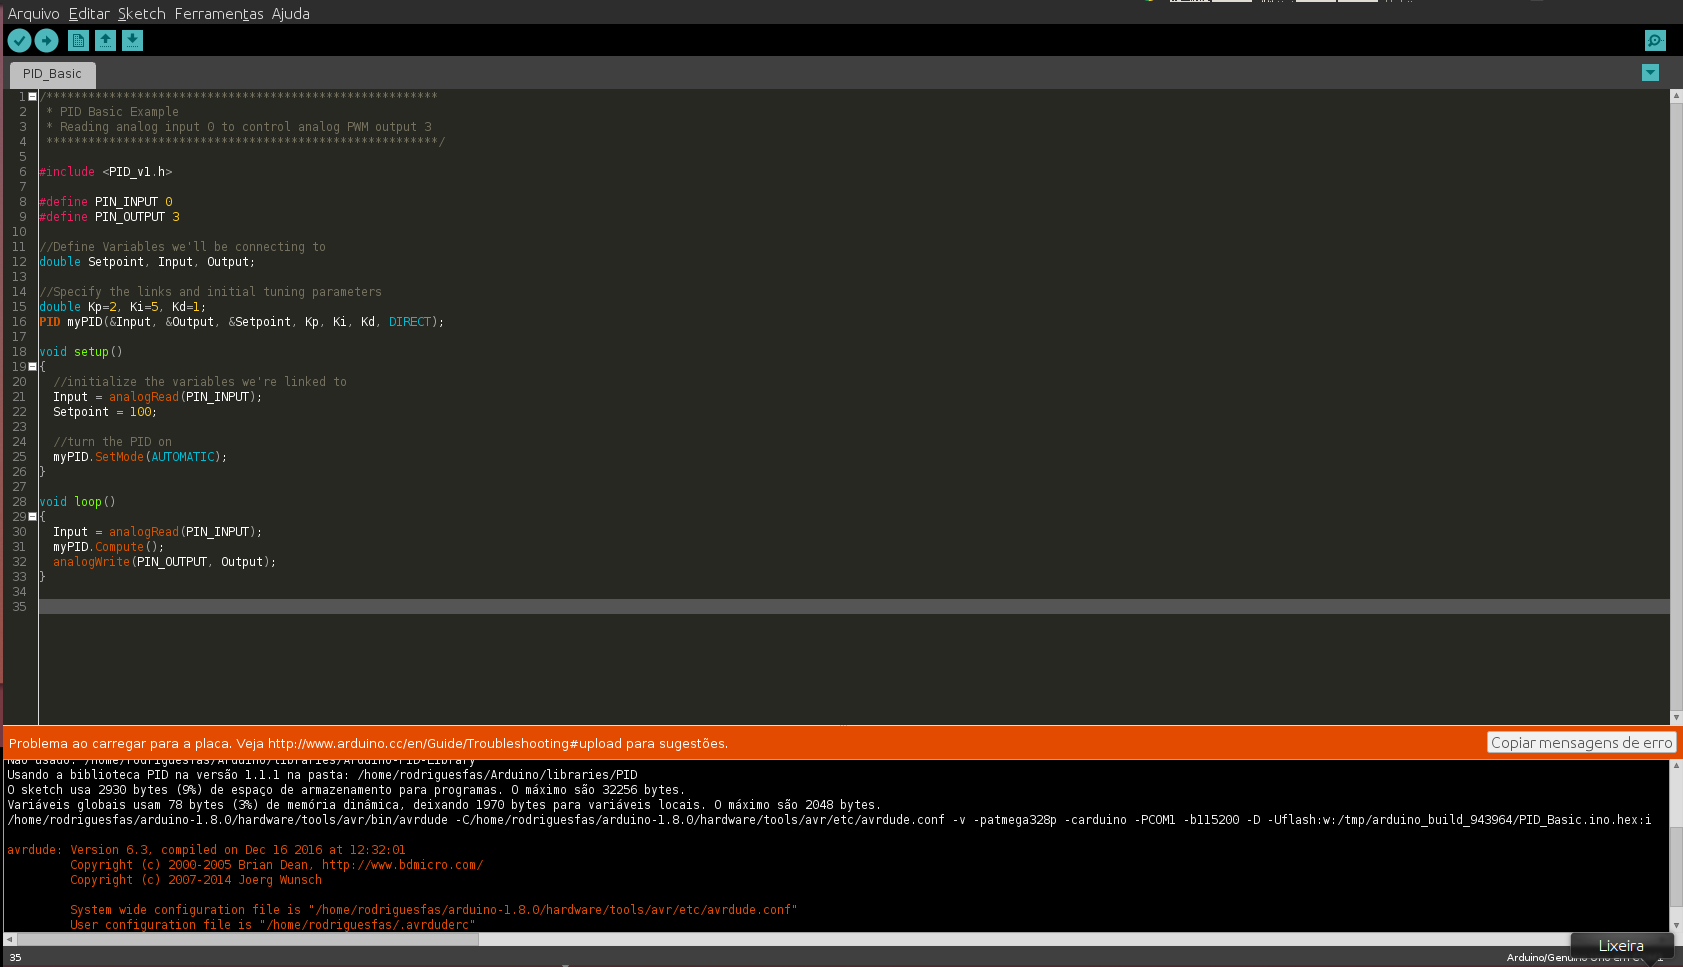 Arquivo Editar Sketch Ferramentas Ajuda
PID_Basic
1 /********************************************************
2  * PID Basic Example
3  * Reading analog input 0 to control analog PWM output 3
4  ********************************************************/
5
6 #include <PID_v1.h>
7
8 #define PIN_INPUT 0
9 #define PIN_OUTPUT 3
10
11 //Define Variables we'll be connecting to
12 double Setpoint, Input, Output;
13
14 //Specify the links and initial tuning parameters
15 double Kp=2, Ki=5, Kd=1;
16 PID myPID(&Input, &Output, &Setpoint, Kp, Ki, Kd, DIRECT);
17
18 void setup()
19 {
20   //initialize the variables we're linked to
21   Input = analogRead(PIN_INPUT);
22   Setpoint = 100;
23
24   //turn the PID on
25   myPID.SetMode(AUTOMATIC);
26 }
27
28 void loop()
29 {
30   Input = analogRead(PIN_INPUT);
31   myPID.Compute();
32   analogWrite(PIN_OUTPUT, Output);
33 }
34
35
Problema ao carregar para a placa. Veja http://www.arduino.cc/en/Guide/Troubleshooting#upload para sugestões.
Copiar mensagens de erro
Não usado: /home/rodriguesfas/Arduino/libraries/Arduino-PID-Library
Usando a biblioteca PID na versão 1.1.1 na pasta: /home/rodriguesfas/Arduino/libraries/PID
O sketch usa 2930 bytes (9%) de espaço de armazenamento para programas. O máximo são 32256 bytes.
Variáveis globais usam 78 bytes (3%) de memória dinâmica, deixando 1970 bytes para variáveis locais. O máximo são 2048 bytes.
/home/rodriguesfas/arduino-1.8.0/hardware/tools/avr/bin/avrdude -C/home/rodriguesfas/arduino-1.8.0/hardware/tools/avr/etc/avrdude.conf -v -patmega328p -carduino -PCOM1 -b115200 -D -Uflash:w:/tmp/arduino_build_943964/PID_Basic.ino.hex:i
avrdude: Version 6.3, compiled on Dec 16 2016 at 12:32:01
Copyright (c) 2000-2005 Brian Dean, http://www.bdmicro.com/
Copyright (c) 2007-2014 Joerg Wunsch
System wide configuration file is "/home/rodriguesfas/arduino-1.8.0/hardware/tools/avr/etc/avrdude.conf"
User configuration file is "/home/rodriguesfas/.avrduderc"
Lixeira
35
Arduino/Genuino Uno em